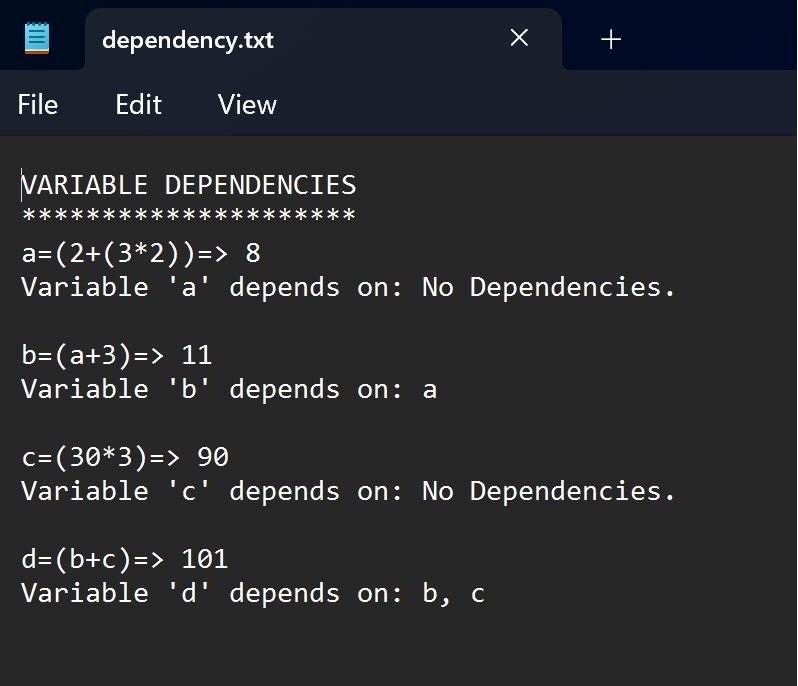 dependency.txt
File Edit View
VARIABLE DEPENDENCIES
*********************
a=(2+(3*2))=> 8
Variable 'a' depends on: No Dependencies.
b=(a+3)=> 11
Variable 'b' depends on: a
c=(30*3)=> 90
Variable 'c' depends on: No Dependencies.
d=(b+c)=> 101
Variable 'd' depends on: b, c